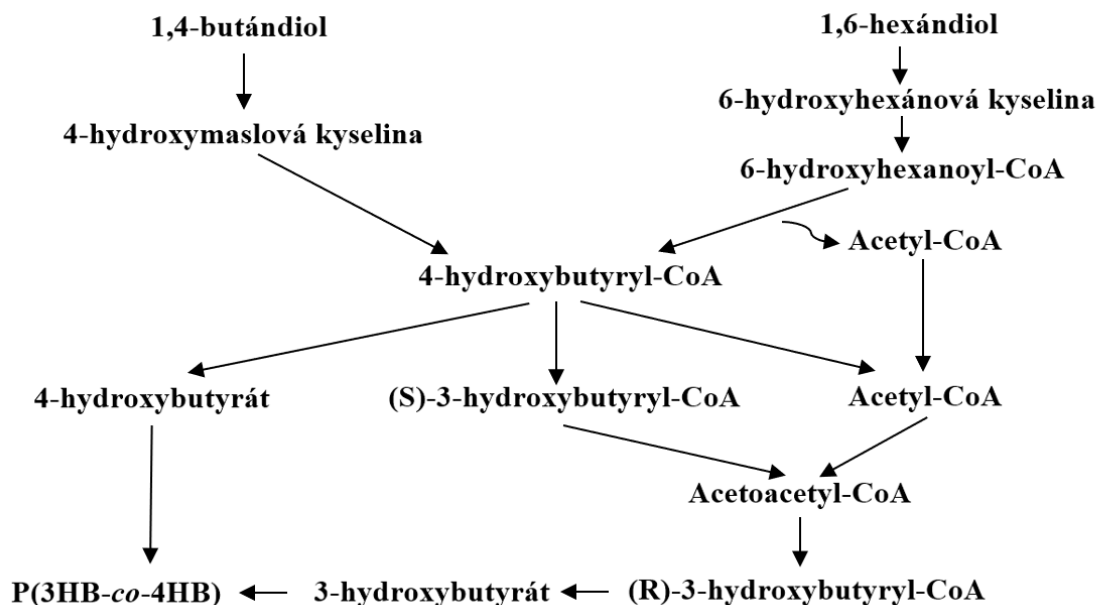 1,4-butándiol
1,6-hexándiol
6-hydroxyhexánová kyselina
4-hydroxymaslová kyselina
6-hydroxyhexanoyl-CoA
Acetyl-CoA
4-hydroxybutyryl-CoA
4-hydroxybutyrát
(S)-3-hydroxybutyryl-CoA
Acetyl-CoA
Acetoacetyl-CoA
P(3HB-co-4HB)
3-hydroxybutyrát
(R)-3-hydroxybutyryl-CoA